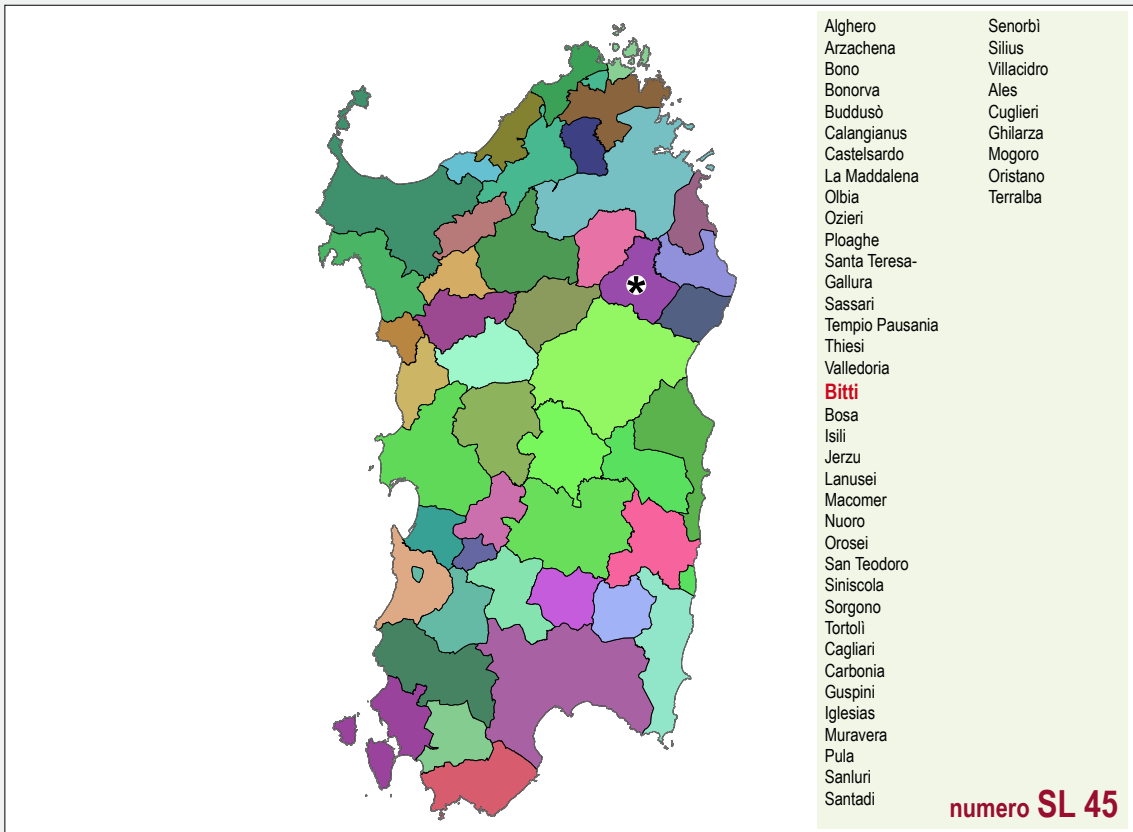 Alghero
Arzachena
Bono
Bonorva
Buddusò
Calangianus
Castelsardo
La Maddalena
Olbia
Ozieri
Ploaghe
Santa Teresa-
Gallura
Sassari
Tempio Pausania
Thiesi
Valledoria
Bitti
Bosa
Isili
Jerzu
Lanusei
Macomer
Nuoro
Orosei
San Teodoro
Siniscola
Sorgono
Tortolì
Cagliari
Carbonia
Guspini
Iglesias
Muravera
Pula
Sanluri
Santadi
Senorbì
Silius
Villacidro
Ales
Cuglieri
Ghilarza
Mogoro
Oristano
Terralba
*
numero SL 45